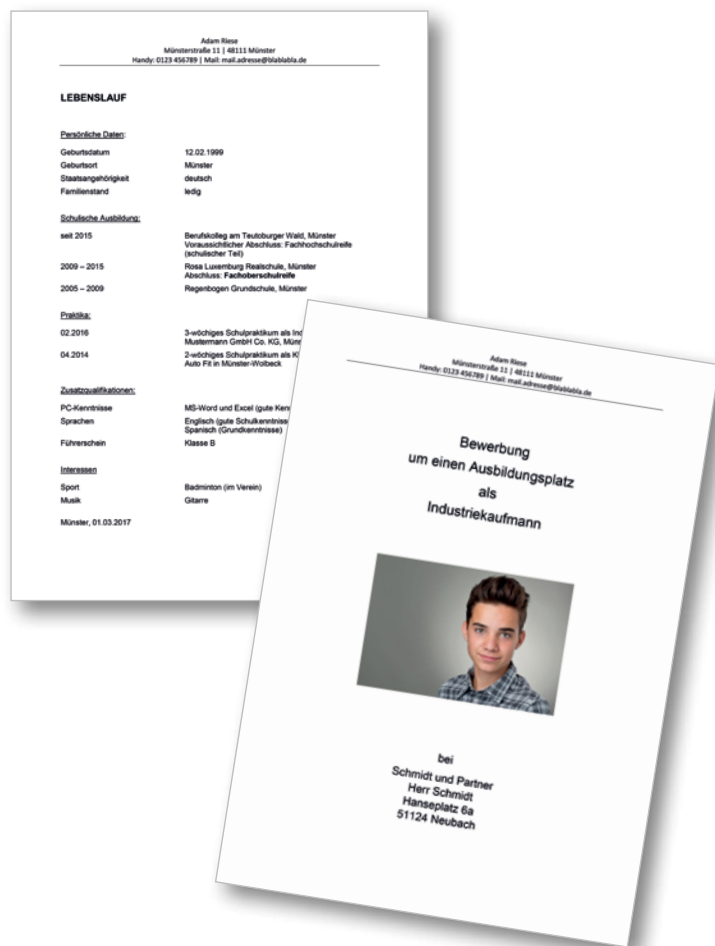 Adam Riese
Münsterstraße 11 | 48111 Münster
Handy: 0123 456789 | Mail: mail.adresse@blablabla.de
LEBENSLAUF
Persönliche Daten:
Geburtsdatum 12.02.1999
Geburtsort Münster
Staatsangehörigkeit deutsch
Familienstand ledig
Schulische Ausbildung:
seit 2015 Berufskolleg am Teutoburger Wald, Münster
Voraussichtlicher Abschluss: Fachhochschulreife
(schulischer Teil)
2009 – 2015 Rosa Luxemburg Realschule, Münster
Abschluss: Fachoberschulreife
2005 – 2009 Regenbogen Grundschule, Münster
Praktika:
02.2016 3-wöchiges Schulpraktikum als
Mustermann GmbH Co. KG,
04.2014 2-wöchiges Schulpraktikum als
Auto Fit in Münster-Wolbeck
Zusatzqualifikationen:
PC-Kenntnisse MS-Word und Excel (gute
Sprachen Englisch (gute Schulkenntnisse
Spanisch (Grundkenntnisse)
Führerschein Klasse B
Interessen
Sport Badminton (im Verein)
Musik Gitarre
Münster, 01.03.2017
Adam Riese
Münsterstraße 11 | 48111 Münster
Handy: 0123 456789 | Mail: mail.adresse@blablabla.de
Bewerbung
um einen Ausbildungsplatz
als
Industriekaufmann
bei
Schmidt und Partner
Herr Schmidt
Hanseplatz 6a
51124 Neubach